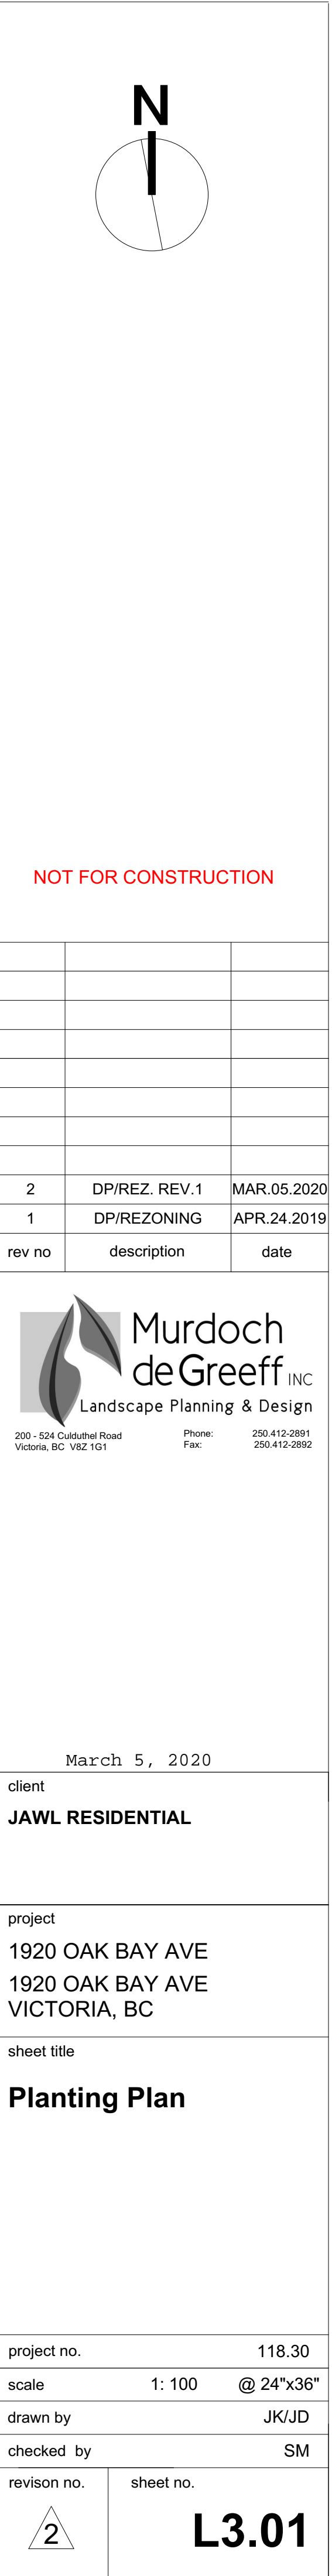 N
NOT FOR CONSTRUCTION
2 DP/REZ. REV.1 MAR.05.2020
1 DP/REZONING APR.24.2019
rev no description date
Murdoch
deGreeff INC
Landscape Planning & Design
200 - 524 Culduthel Road Phone: 250.412-2891
Victoria, BC V8Z 1G1 Fax: 250.412-2892
March 5, 2020
client
JAWL RESIDENTIAL
project
1920 OAK BAY AVE
1920 OAK BAY AVE
VICTORIA, BC
sheet title
Planting Plan
project no. 118.30
scale 1: 100 @ 24"x36"
drawn by JK/JD
checked by SM
revison no. sheet no.
2 L3.01